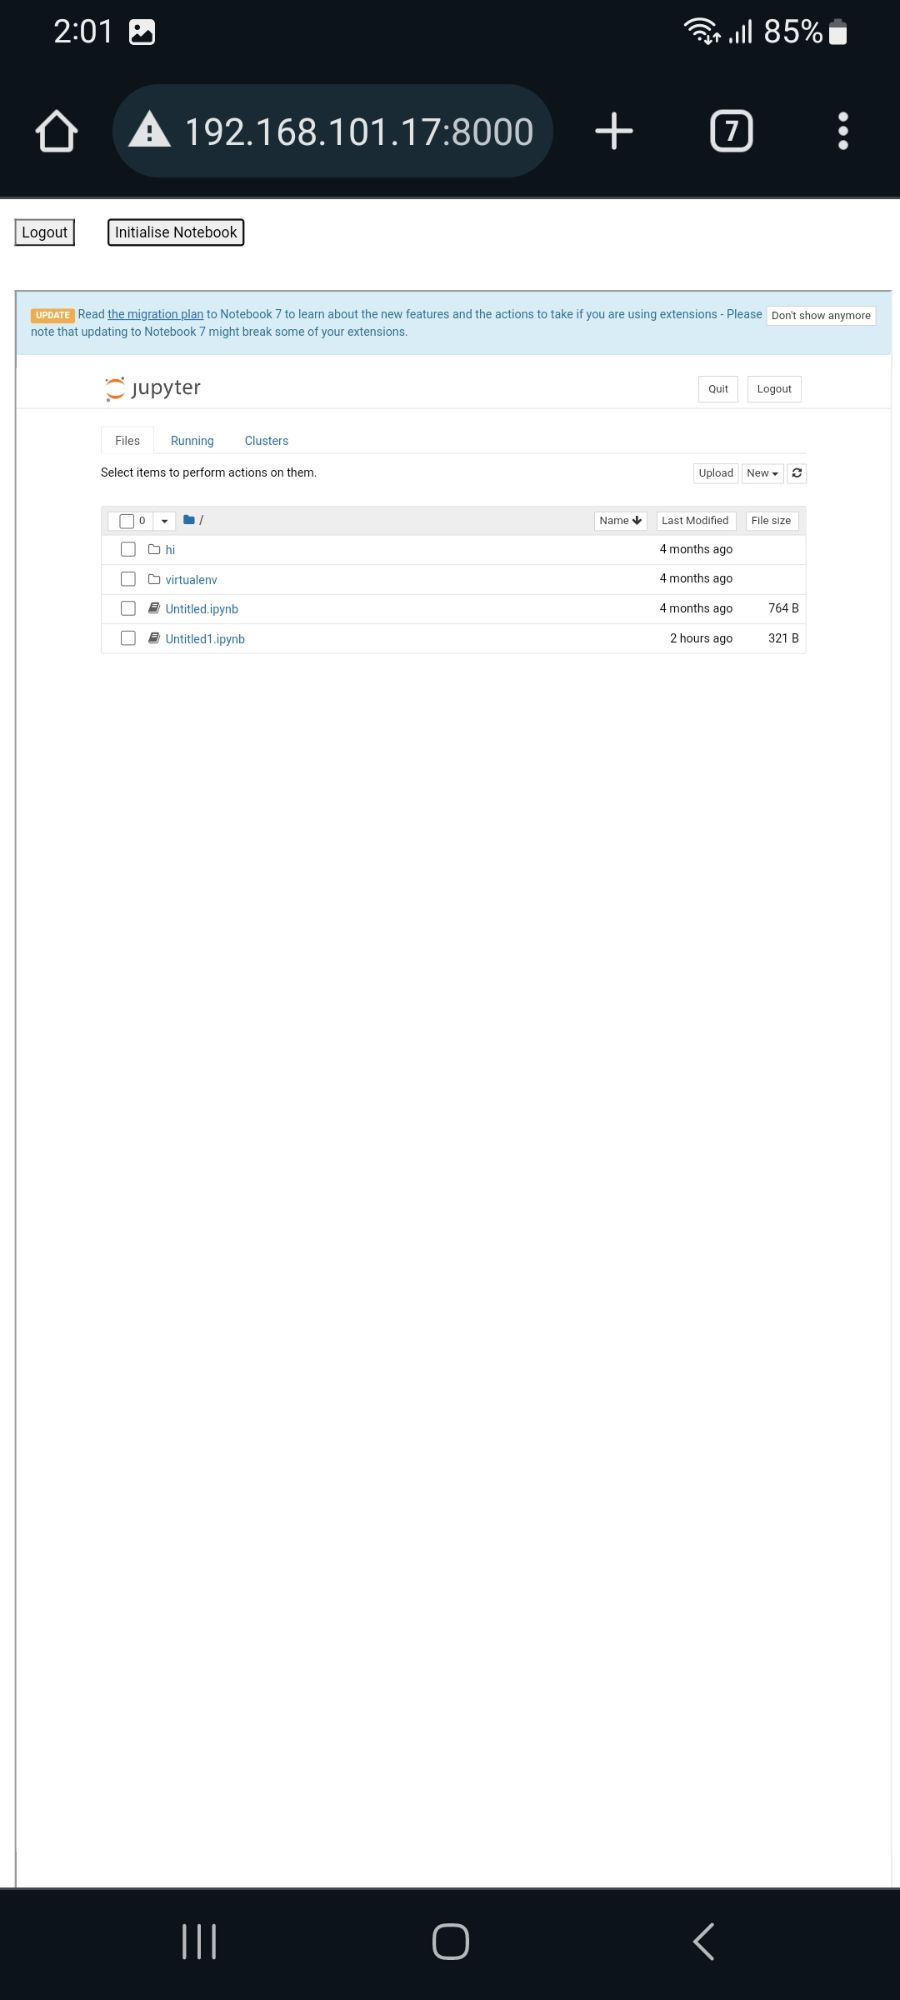 2:01 85%
192.168.101.17:8000 7
Logout Initialise Notebook
UPDATE Read the migration plan to Notebook 7 to learn about the new features and the actions to take if you are using extensions - Please Don't show anymore
note that updating to Notebook 7 might break some of your extensions.
jupyter Quit Logout
Files Running Clusters
Select items to perform actions on them. Upload New
0 / Name Last Modified File size
hi 4 months ago
virtualenv 4 months ago
Untitled.ipynb 4 months ago 764 B
Untitled1.ipynb 2 hours ago 321 B